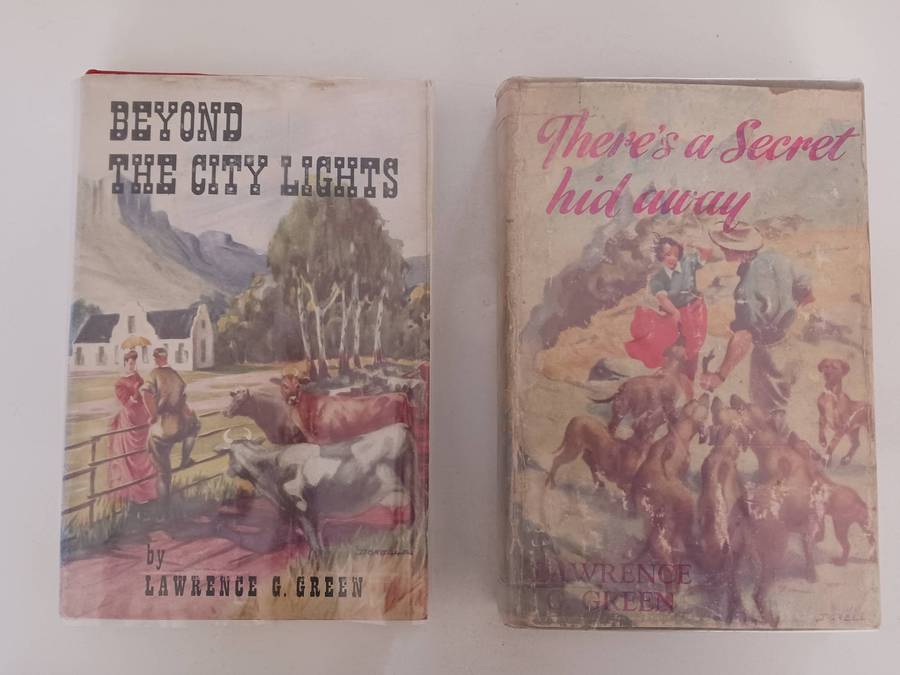 BEYOND
THE CITY LIGHTS
by
LAWRENCE G. GREEN
There's a Secret
hid away
LAWRENCE
G. GREEN